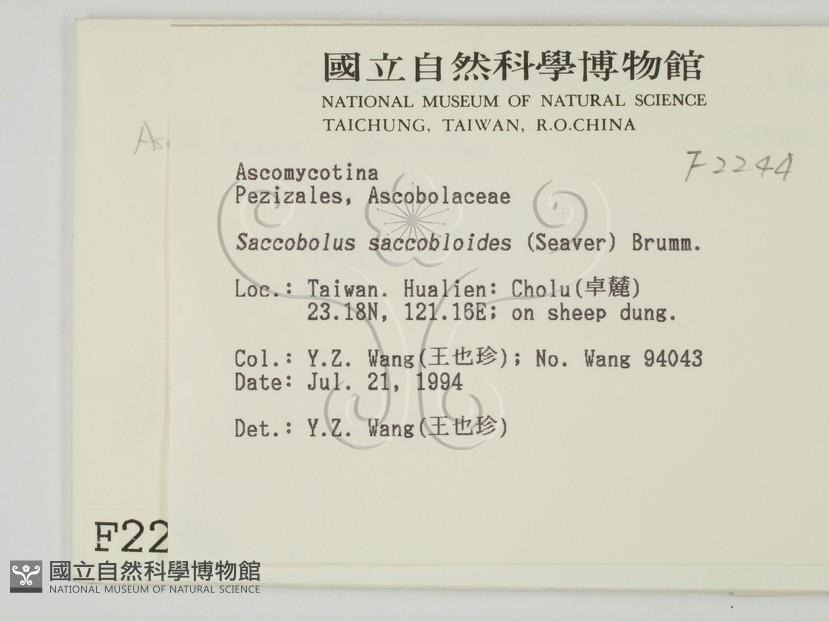 國立自然科學博物館
NATIONAL MUSEUM OF NATURAL SCIENCE
TAICHUNG, TAIWAN, R.O.CHINA
F2244
Ascomycotina
Pezizales, Ascobolaceae
Saccobolus saccobloides (Seaver) Brumm.
Loc.: Taiwan. Hualien: Cholu(卓麓)
23.18N, 121.16E; on sheep dung.
Col.: Y.Z. Wang(王也珍); No. Wang 94043
Date: Jul. 21, 1994
Det.: Y.Z. Wang(王也珍)
F22
國立自然科學博物館
NATIONAL MUSEUM OF NATURAL SCIENCE